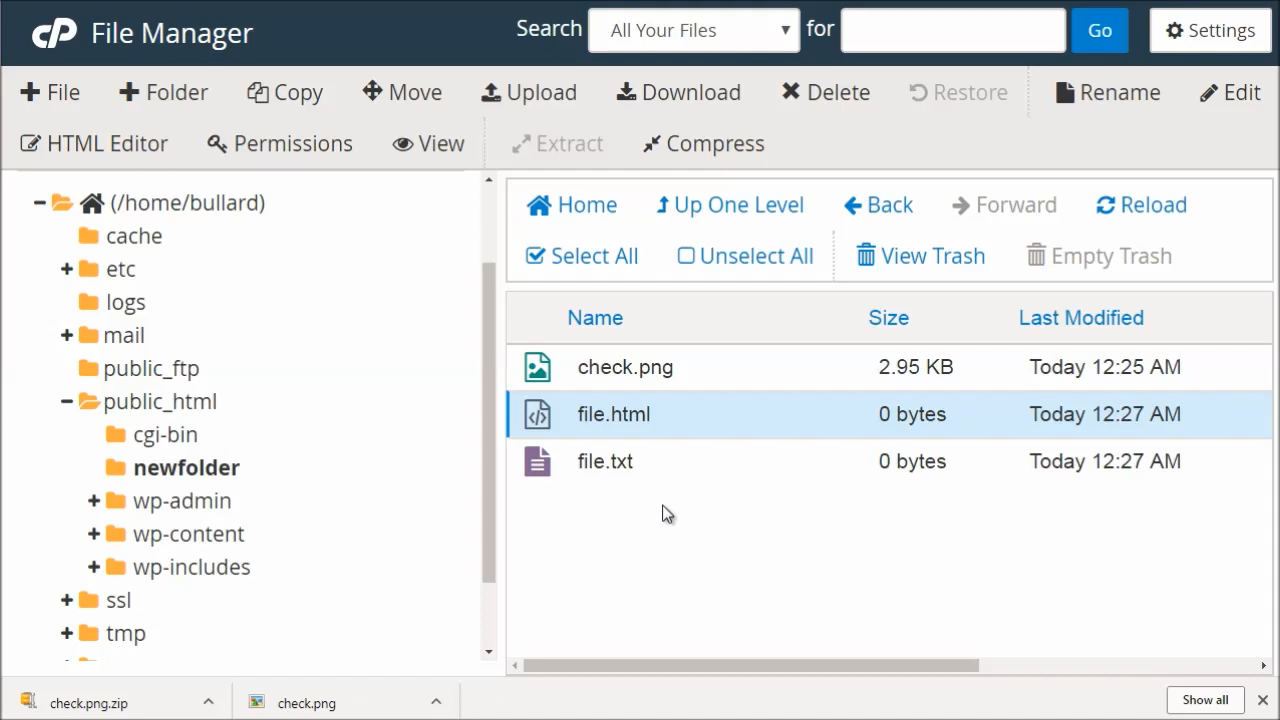 cP File Manager Search All Your Files for Go Settings
File Folder Copy Move Upload Download Delete Restore Rename Edit
HTML Editor Permissions View Extract Compress
(/home/bullard)
cache
etc
logs
mail
public_ftp
public_html
cgi-bin
newfolder
wp-admin
wp-content
wp-includes
ssl
tmp
Home Up One Level Back Forward Reload
Select All Unselect All View Trash Empty Trash
Name Size Last Modified
check.png 2.95 KB Today 12:25 AM
file.html 0 bytes Today 12:27 AM
file.txt 0 bytes Today 12:27 AM
check.png.zip check.png Show all